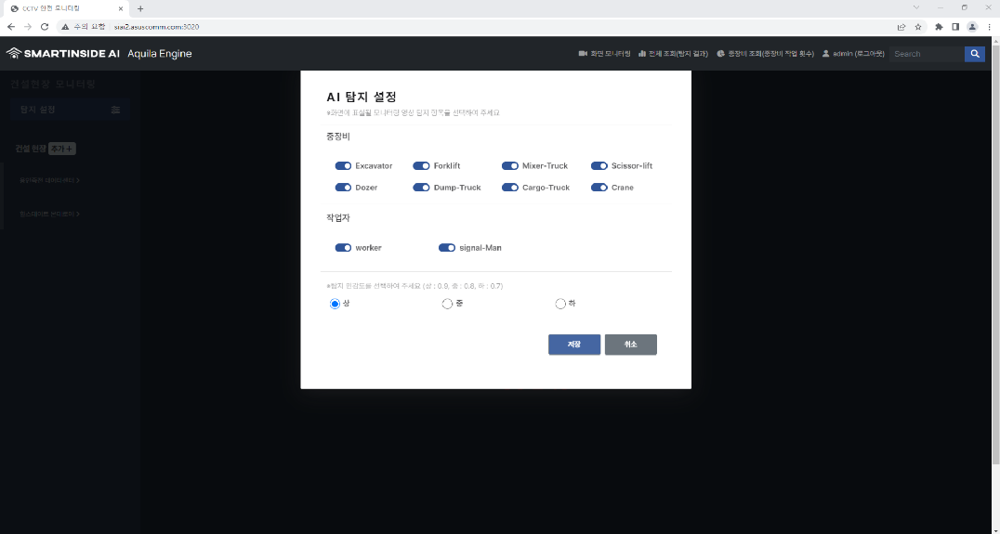 CCTV 안전 모니터링
주의 요함 siai2.asuscomm.com:3020
SMARTINSIDE AI Aquila Engine
화면 모니터링 전체 조회(탐지 결과) 중장비 조회(중장비 작업 횟수) admin (로그아웃) Search
건설현장 모니터링
탐지 설정
건설 현장 추가 +
AI 탐지 설정
※화면에 표실될 모니터링 영상 탐지 항목을 선택하여 주세요
중장비
Excavator Forklift Mixer-Truck Scissor-lift
Dozer Dump-Truck Cargo-Truck Crane
작업자
worker signal-Man
※탐지 민감도를 선택하여 주세요 (상 : 0.9, 중 : 0.8, 하 : 0.7)
상 중 하
저장 취소